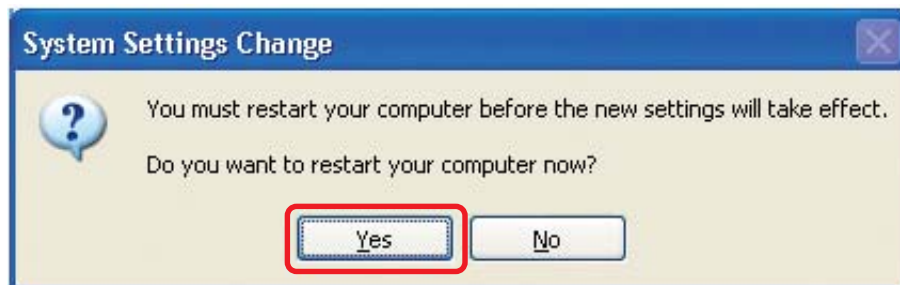 System Settings Change
You must restart your computer before the new settings will take effect.
Do you want to restart your computer now?
Yes No